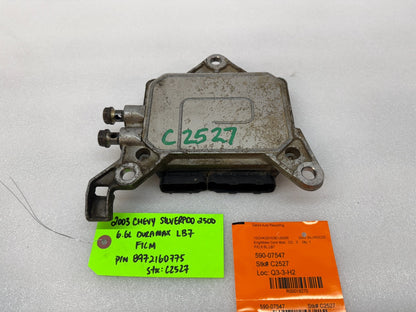 C2527
2003 CHEVY SILVERADO 2500
6.6L DURAMAX LB7
FICM
P/N 8972160775
STK: C2527
590-07547
Stk# C2527
Loc: Q3-3-H2
590-07547
Stk# C2527